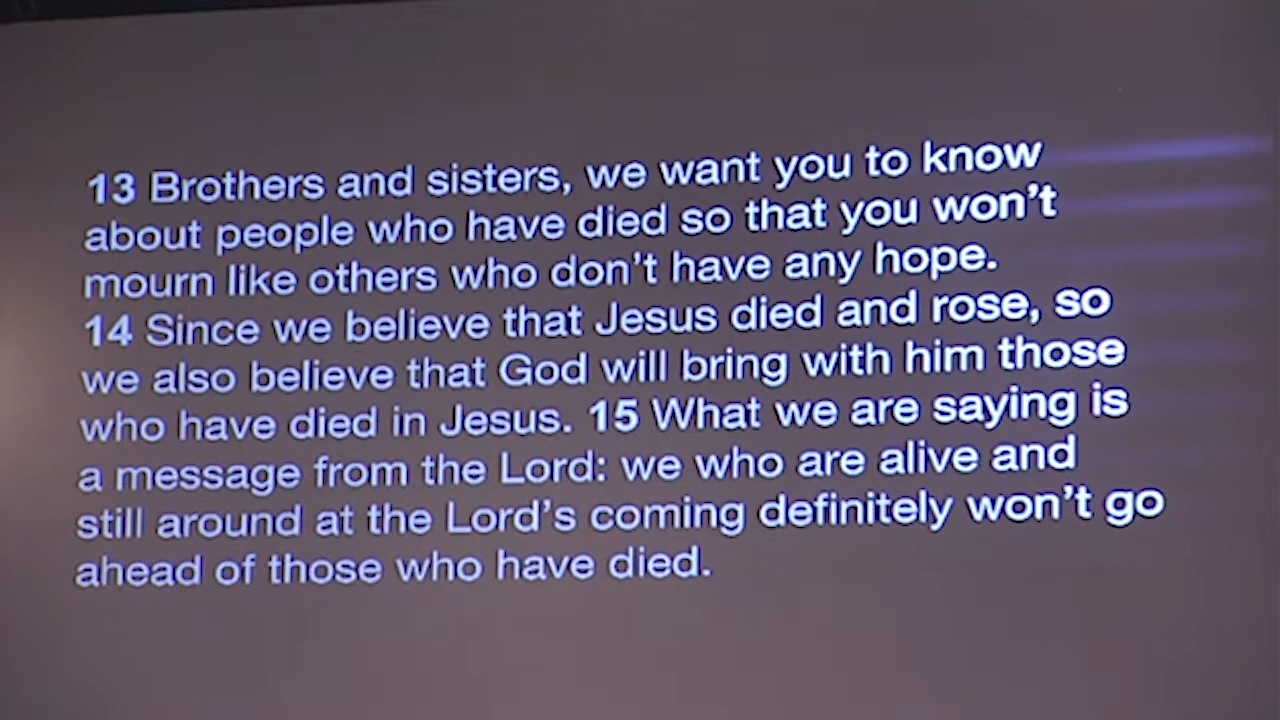 13 Brothers and sisters, we want you to know
about people who have died so that you won't
mourn like others who don't have any hope.
14 Since we believe that Jesus died and rose, so
we also believe that God will bring with him those
who have died in Jesus. 15 What we are saying is
a message from the Lord: we who are alive and
still around at the Lord's coming definitely won't go
ahead of those who have died.